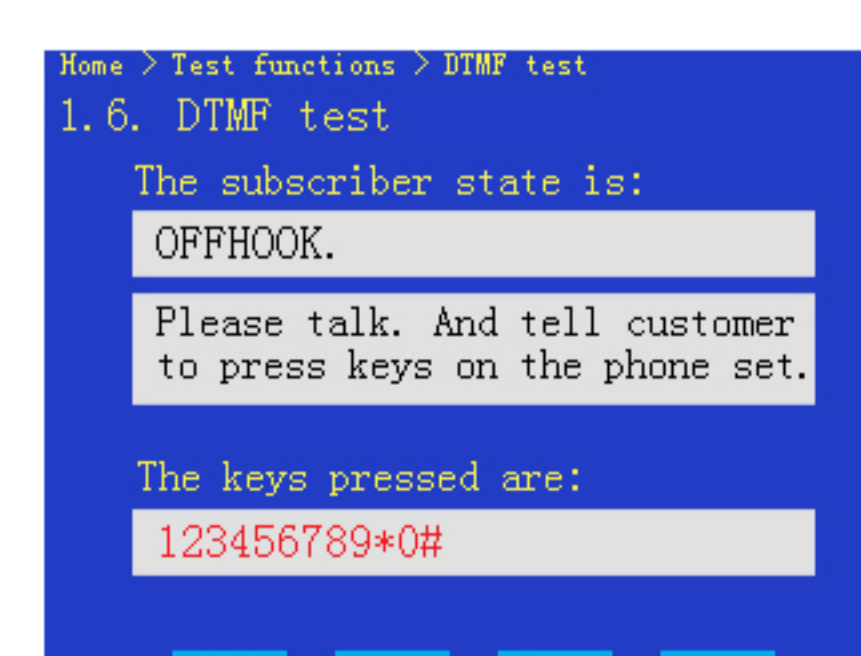 Home > Test functions > DTMF test
1.6. DTMF test
The subscriber state is:
OFFHOOK.
Please talk. And tell customer
to press keys on the phone set.
The keys pressed are:
123456789*0#